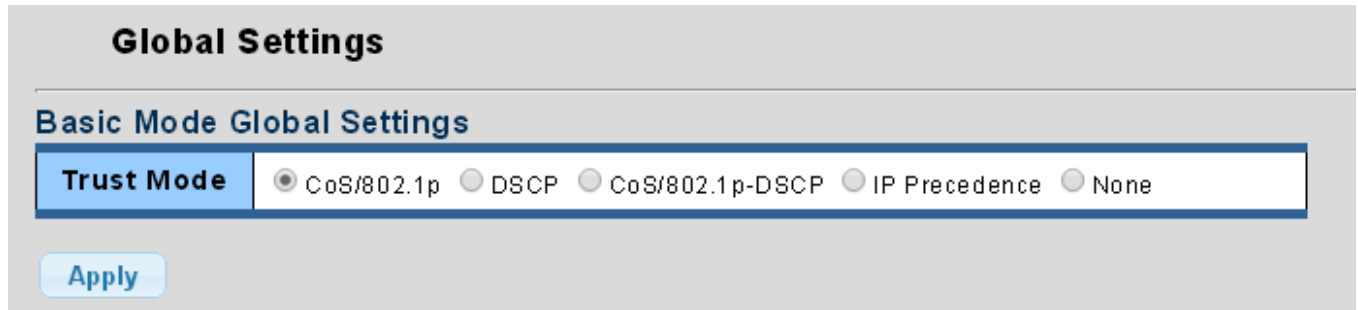 Global Settings
Basic Mode Global Settings
Trust Mode CoS/802.1p DSCP CoS/802.1p-DSCP IP Precedence None
Apply